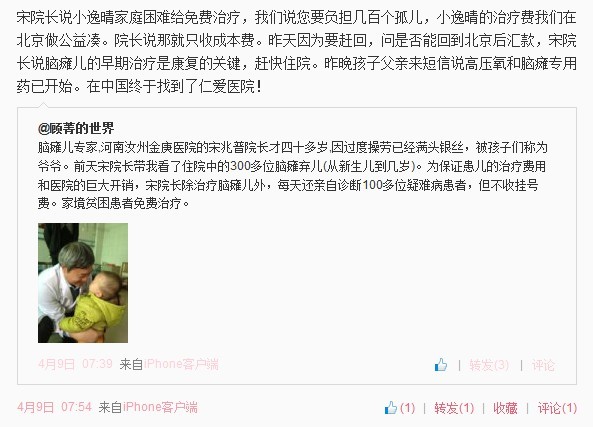 宋院长说小逸晴家庭困难给免费治疗，我们说您要负担几百个孤儿，小逸晴的治疗费我们在
北京做公益凑。院长说那就只收成本费。昨天因为要赶回，问是否能回到北京后汇款，宋院
长说脑瘫儿的早期治疗是康复的关键，赶快住院。昨晚孩子父亲来短信说高压氧和脑瘫专用
药已开始。在中国终于找到了仁爱医院！
@顾菁的世界
脑瘫儿专家,河南汝州金庚医院的宋兆普院长才四十多岁,因过度操劳已经满头银丝，被孩子们称为
爷爷。前天宋院长带我看了住院中的300多位脑瘫弃儿(从新生儿到几岁)。为保证患儿的治疗费用
和医院的巨大开销，宋院长除治疗脑瘫儿外，每天还亲自诊断100多位疑难病患者，但不收挂号
费。家境贫困患者免费治疗。
4月9日 07:39 来自iPhone客户端 | 转发(3) | 评论
4月9日 07:54 来自iPhone客户端 (1) | 转发(1) | 收藏 | 评论(1)